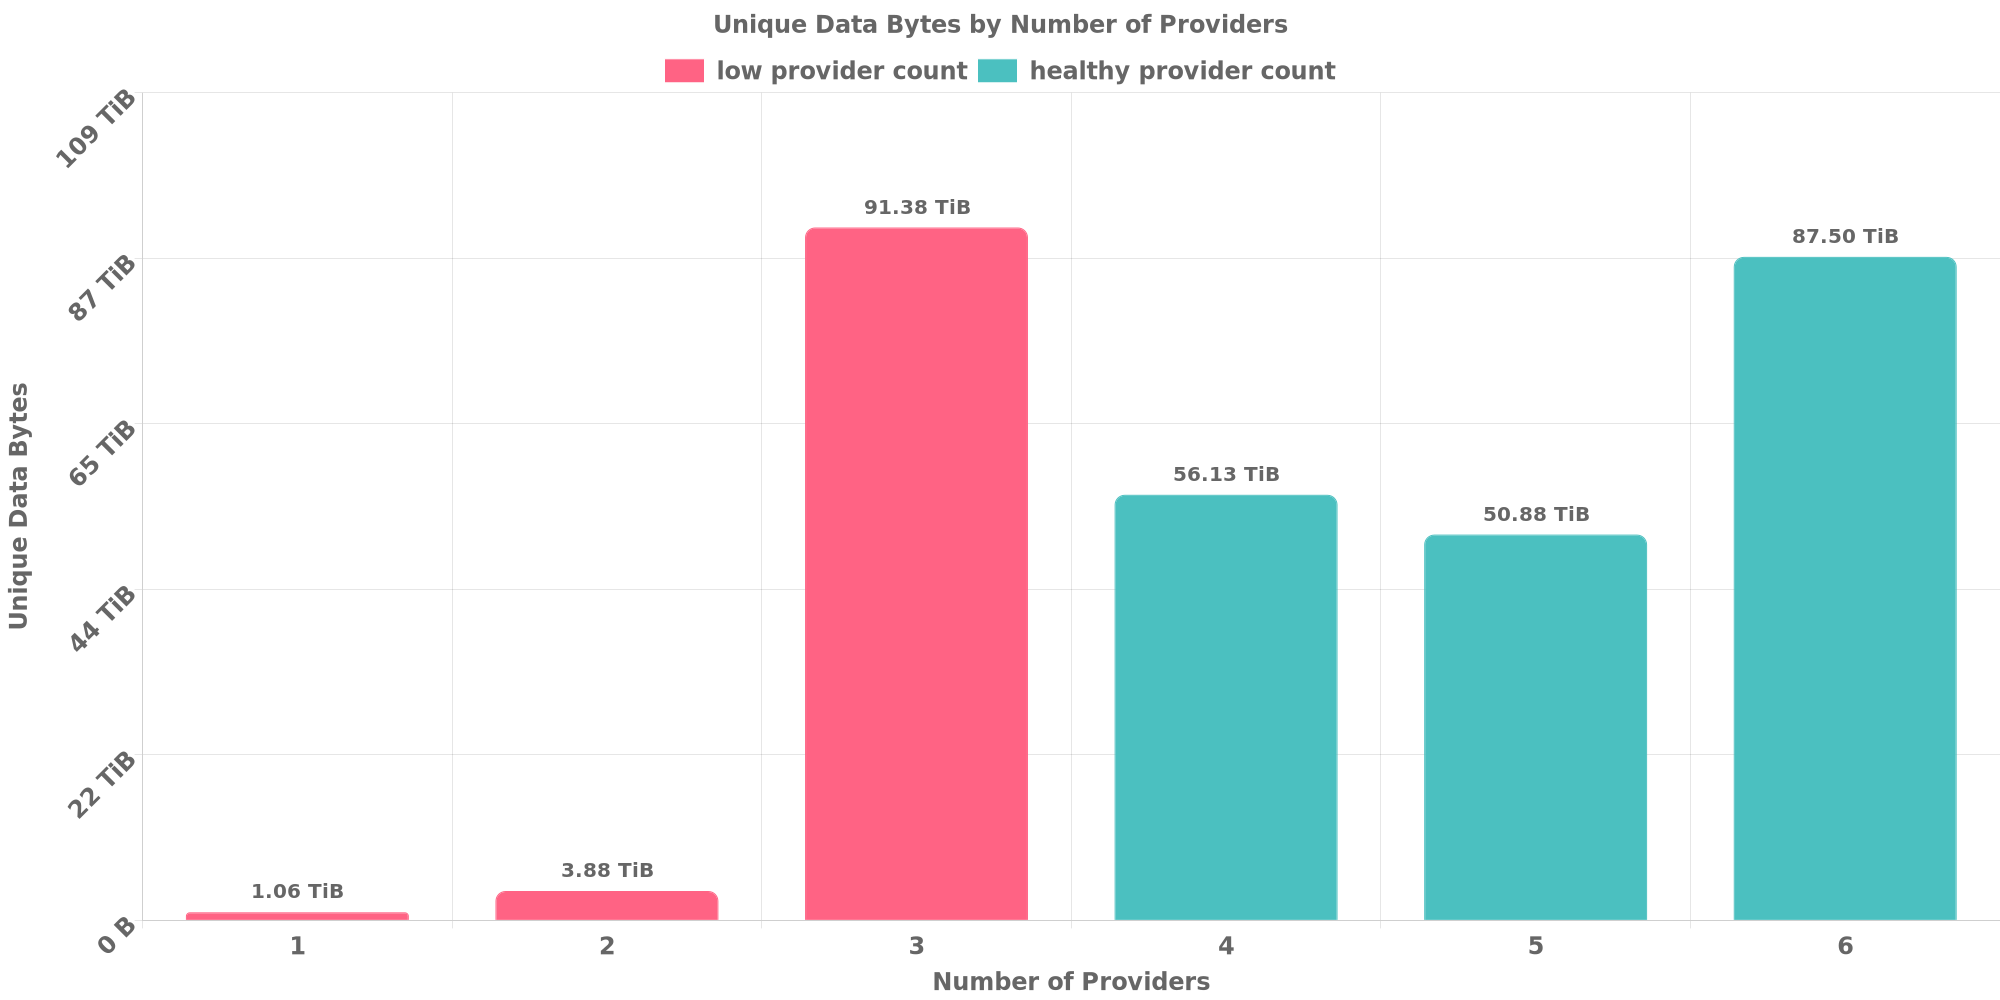 Unique Data Bytes by Number of Providers
low provider count healthy provider count
109 TiB
87 TiB
65 TiB
44 TiB
22 TiB
0 B
Unique Data Bytes
1.06 TiB
3.88 TiB
91.38 TiB
56.13 TiB
50.88 TiB
87.50 TiB
1 2 3 4 5 6
Number of Providers